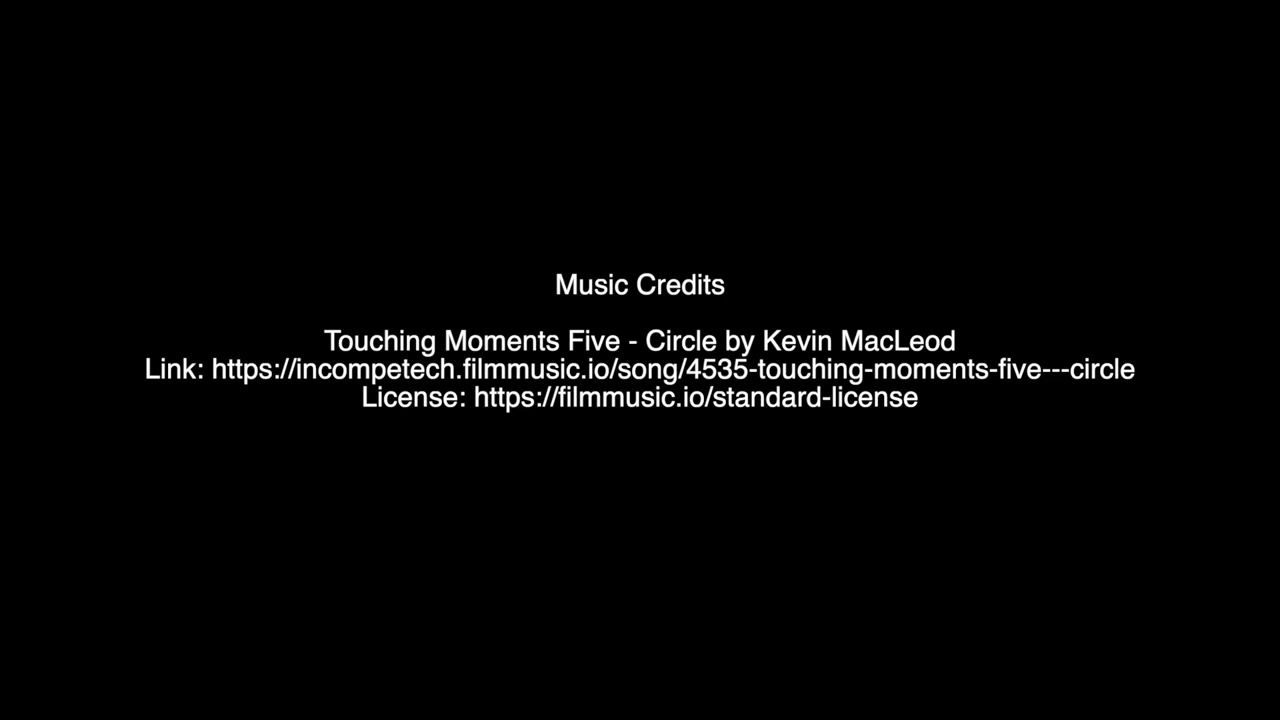 Music Credits
Touching Moments Five - Circle by Kevin MacLeod
Link: https://incompetech.filmmusic.io/song/4535-touching-moments-five---circle
License: https://filmmusic.io/standard-license